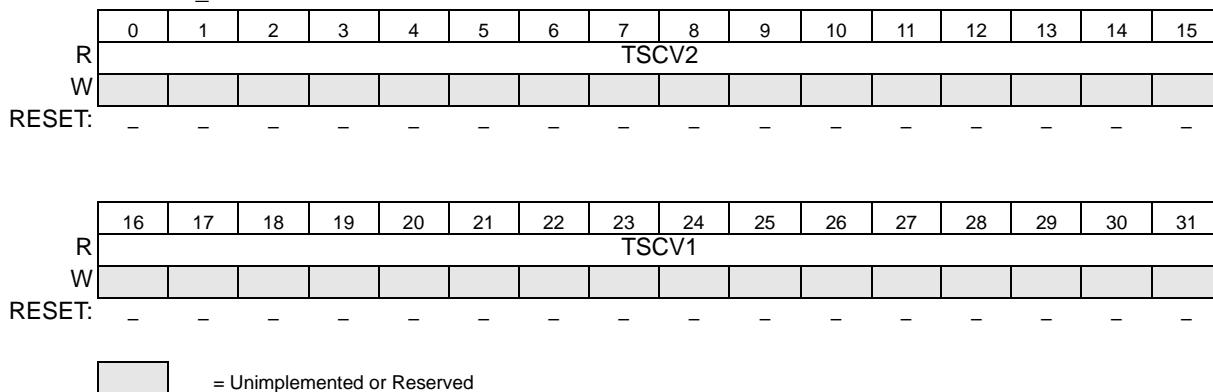 _
0 1 2 3 4 5 6 7 8 9 10 11 12 13 14 15
R TSCV2
W
RESET: _ _ _ _ _ _ _ _ _ _ _ _ _ _ _ _
16 17 18 19 20 21 22 23 24 25 26 27 28 29 30 31
R TSCV1
W
RESET: _ _ _ _ _ _ _ _ _ _ _ _ _ _ _ _
= Unimplemented or Reserved